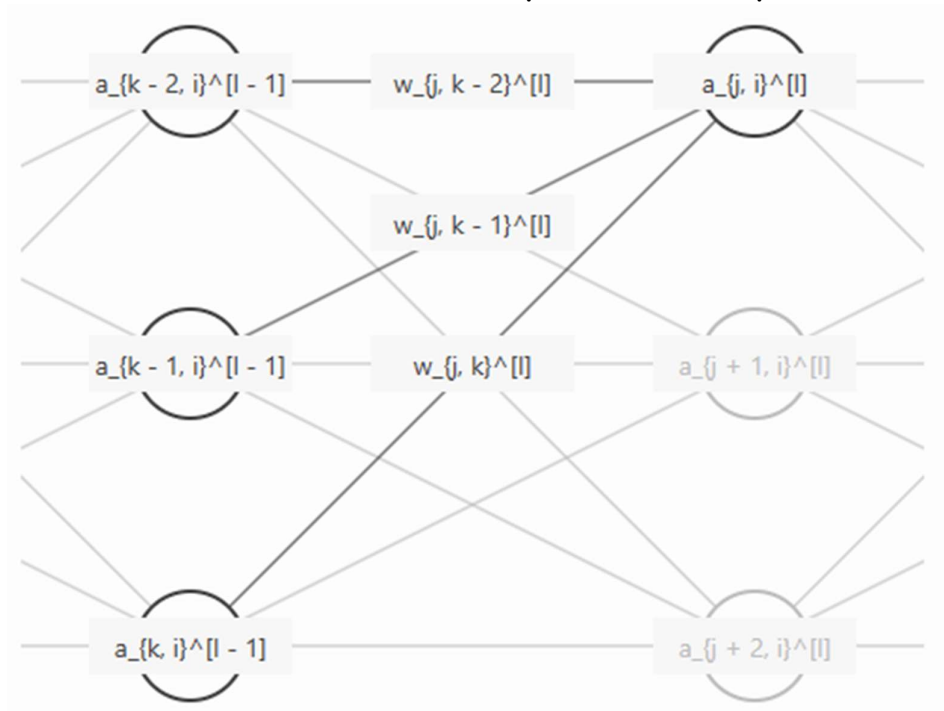 a_{k - 2, i}^[l - 1]
w_{j, k - 2}^[l]
a_{j, i}^[l]
w_{j, k - 1}^[l]
a_{k - 1, i}^[l - 1]
w_{j, k}^[l]
a_{j + 1, i}^[l]
a_{k, i}^[l - 1]
a_{j + 2, i}^[l]